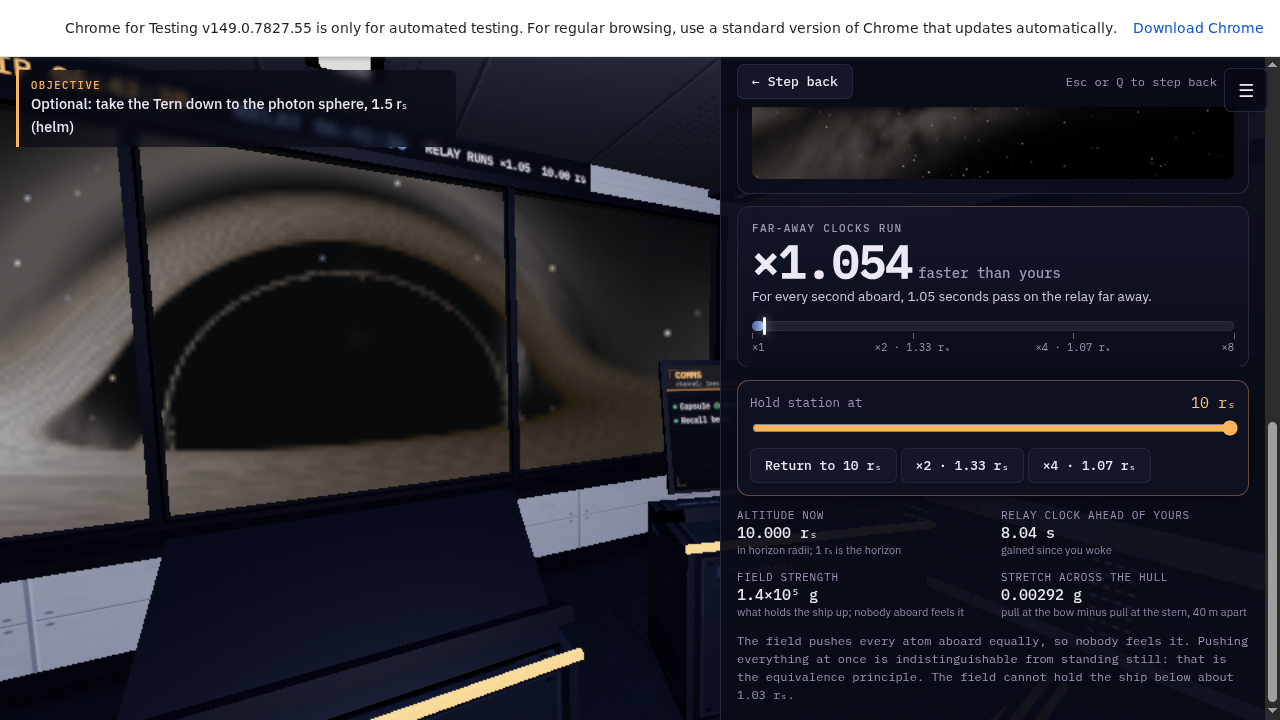 Chrome for Testing v149.0.7827.55 is only for automated testing. For regular browsing, use a standard version of Chrome that updates automatically. Download Chrome
OBJECTIVE
Optional: take the Tern down to the photon sphere, 1.5 rₛ
(helm)
RELAY RUNS ×1.05 10.00 rs
COMMS
Capsule
Recall be
← Step back
Esc or Q to step back
☰
FAR-AWAY CLOCKS RUN
×1.054 faster than yours
For every second aboard, 1.05 seconds pass on the relay far away.
×1
×2 · 1.33 rₛ
×4 · 1.07 rₛ
×8
Hold station at
10 rₛ
Return to 10 rₛ
×2 · 1.33 rₛ
×4 · 1.07 rₛ
ALTITUDE NOW
10.000 rₛ
in horizon radii; 1 rₛ is the horizon
RELAY CLOCK AHEAD OF YOURS
8.04 s
gained since you woke
FIELD STRENGTH
1.4×10⁵ g
what holds the ship up; nobody aboard feels it
STRETCH ACROSS THE HULL
0.00292 g
pull at the bow minus pull at the stern, 40 m apart
The field pushes every atom aboard equally, so nobody feels it. Pushing
everything at once is indistinguishable from standing still: that is
the equivalence principle. The field cannot hold the ship below about
1.03 rₛ.